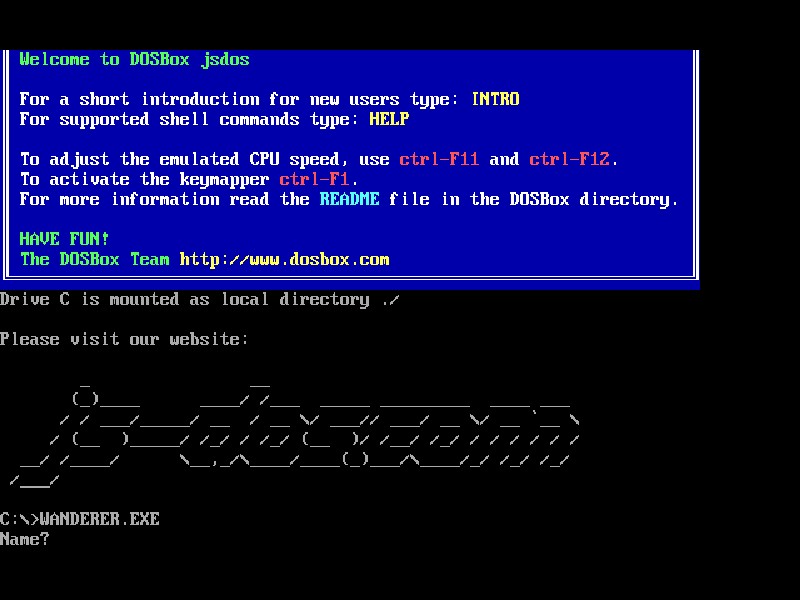 Welcome to DOSBox jsdos
For a short introduction for new users type: INTRO
For supported shell commands type: HELP
To adjust the emulated CPU speed, use ctrl-F11 and ctrl-F12.
To activate the keymapper ctrl-F1.
For more information read the README file in the DOSBox directory.
HAVE FUN!
The DOSBox Team http://www.dosbox.com
Drive C is mounted as local directory ./
Please visit our website:
js-dos.com
C:\>WANDERER.EXE
Name?